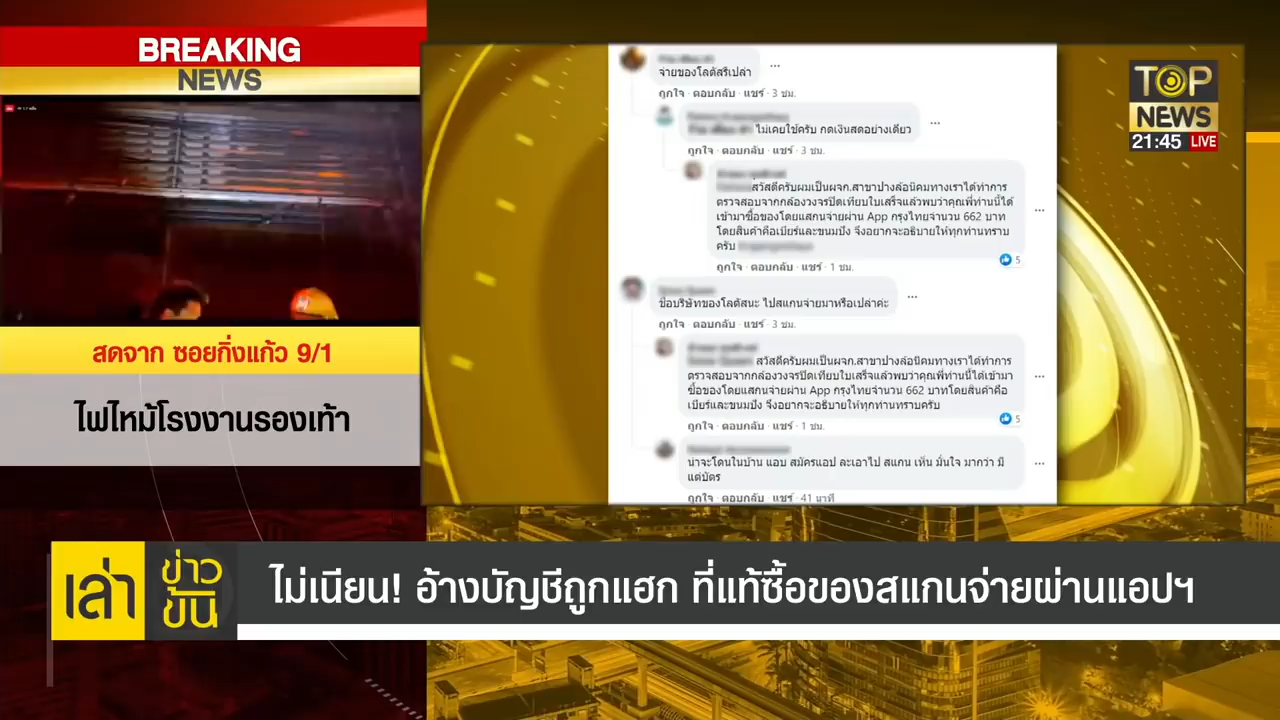 BREAKING
NEWS
สดจาก ซอยกิ่งแก้ว 9/1
ไฟไหม้โรงงานรองเท้า
จ่ายของโลตัสรึเปล่า
ถูกใจ · ตอบกลับ · แชร์ · 3 ชม.
ไม่เคยใช้ครับ กดเงินสดอย่างเดียว
ถูกใจ · ตอบกลับ · แชร์ · 3 ชม.
สวัสดีครับผมเป็นผจก.สาขาปางล้อนิคมทางเราได้ทำการ
ตรวจสอบจากกล้องวงจรปิดเทียบใบเสร็จแล้วพบว่าคุณพี่ท่านนี้ได้
เข้ามาซื้อของโดยแสกนจ่ายผ่าน App กรุงไทยจำนวน 662 บาท
โดยสินค้าคือเบียร์และขนมปัง จึงอยากจะอธิบายให้ทุกท่านทราบ
ครับ
5
ถูกใจ · ตอบกลับ · แชร์ · 1 ชม.
ชื่อบริษัทของโลตัสนะ ไปสแกนจ่ายมาหรือเปล่าค่ะ
ถูกใจ · ตอบกลับ · แชร์ · 3 ชม.
สวัสดีครับผมเป็นผจก.สาขาปางล้อนิคมทางเราได้ทำการ
ตรวจสอบจากกล้องวงจรปิดเทียบใบเสร็จแล้วพบว่าคุณพี่ท่านนี้ได้เข้ามา
ซื้อของโดยแสกนจ่ายผ่าน App กรุงไทยจำนวน 662 บาทโดยสินค้าคือ
เบียร์และขนมปัง จึงอยากจะอธิบายให้ทุกท่านทราบครับ
5
ถูกใจ · ตอบกลับ · แชร์ · 1 ชม.
น่าจะโดนในบ้าน แอบ สมัครแอป ละเอาไป สแกน เห็น มั่นใจ มากว่า มี
แต่บัตร
ถูกใจ · ตอบกลับ · แชร์ · 41 นาที
TOP
NEWS
21:45 LIVE
เล่า ข่าว
ข้น
ไม่เนียน! อ้างบัญชีถูกแฮก ที่แท้ซื้อของสแกนจ่ายผ่านแอปฯ